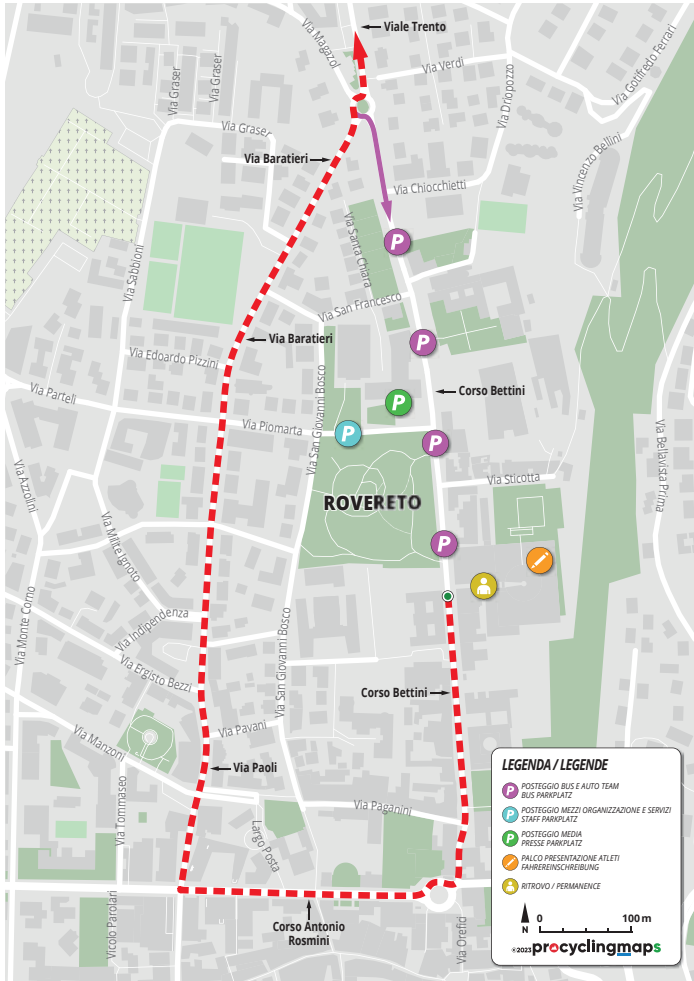 Viale Trento
Via Magazol
Via Verdi
Via Gotifredo Ferrari
Via Graser
Via Graser
Via Driopozzo
Via Graser
Via Baratieri
Via Vincenzo Bellini
Via Chiocchietti
Via Santa Chiara
P
Via Sabbioni
Via San Francesco
Via Baratieri
P
Via Edoardo Pizzini
Via San Giovanni Bosco
Corso Bettini
Via Parteli
P
Via Piomarta
P
P
Via Bellavista Prima
Via Azzolini
Via Sticotta
ROVERETO
Via Milite Ignoto
P
Via Monte Corno
Via Indipendenza
Via San Giovanni Bosco
Via Ergisto Bezzi
Corso Bettini
Via Pavani
Via Manzoni
Via Paoli
Via Tommaseo
Via Paganini
Largo Posta
Vicolo Parolari
Corso Antonio
Rosmini
Via Orefici
LEGENDA / LEGENDE
P POSTEGGIO BUS E AUTO TEAM
BUS PARKPLATZ
P POSTEGGIO MEZZI ORGANIZZAZIONE E SERVIZI
STAFF PARKPLATZ
P POSTEGGIO MEDIA
PRESSE PARKPLATZ
PALCO PRESENTAZIONE ATLETI
FAHREREINSCHREIBUNG
RITROVO / PERMANENCE
N
0 100 m
©2023 procyclingmaps